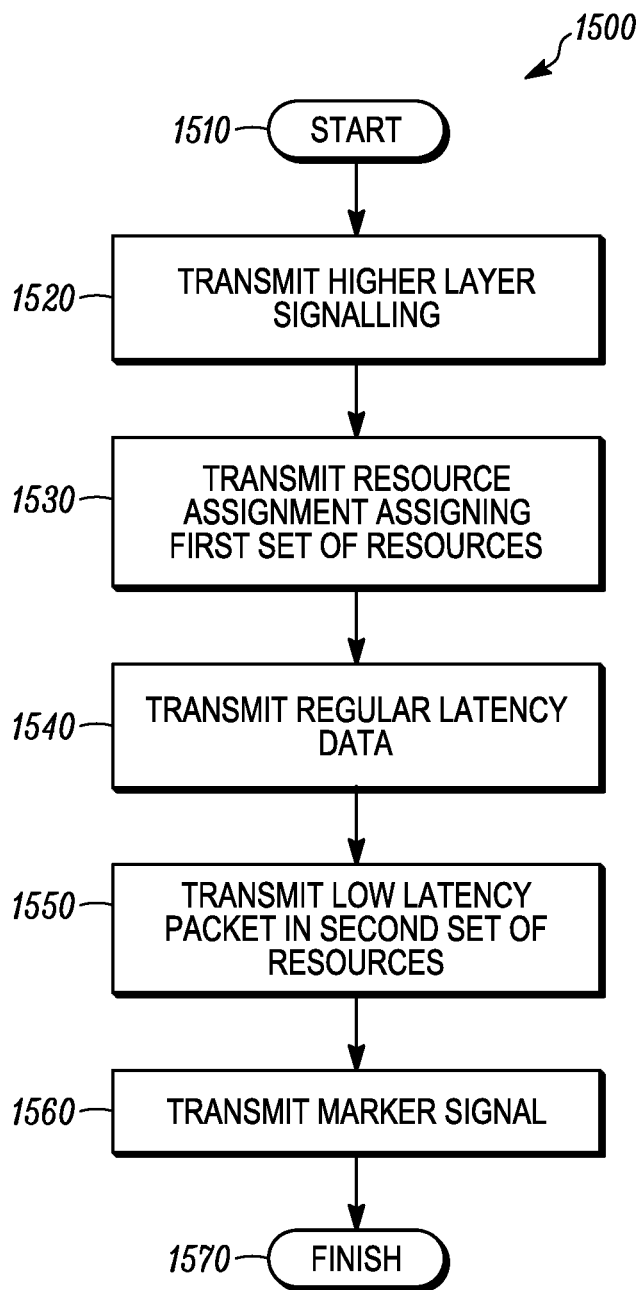 1500
1510
START
1520
TRANSMIT HIGHER LAYER
SIGNALLING
1530
TRANSMIT RESOURCE
ASSIGNMENT ASSIGNING
FIRST SET OF RESOURCES
1540
TRANSMIT REGULAR LATENCY
DATA
1550
TRANSMIT LOW LATENCY
PACKET IN SECOND SET OF
RESOURCES
1560
TRANSMIT MARKER SIGNAL
1570
FINISH